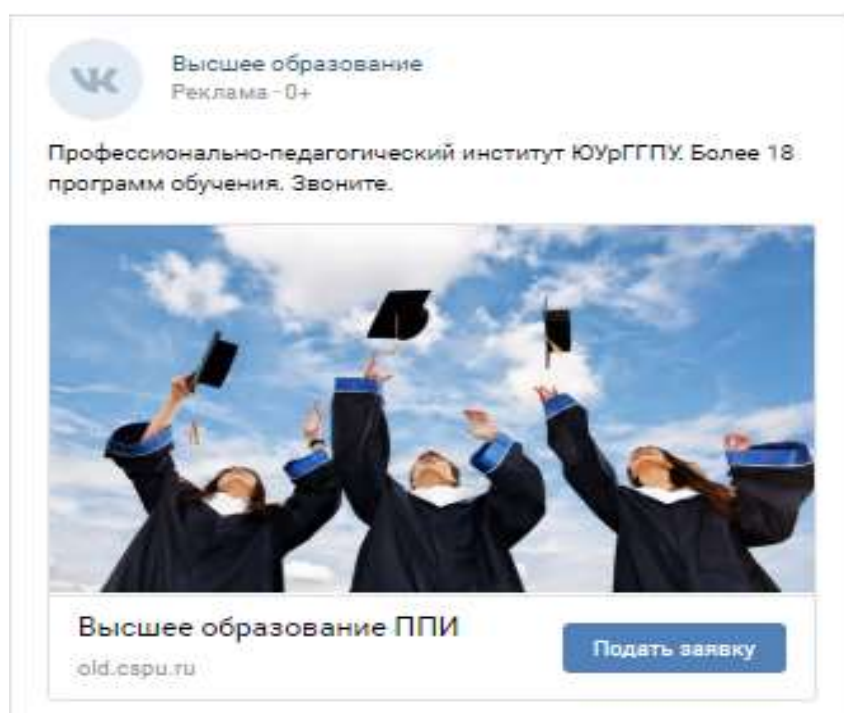 Высшее образование
Реклама · 0+
Профессионально-педагогический институт ЮУрГГПУ. Более 18
программ обучения. Звоните.
Высшее образование ППИ
Подать заявку
old.cspu.ru